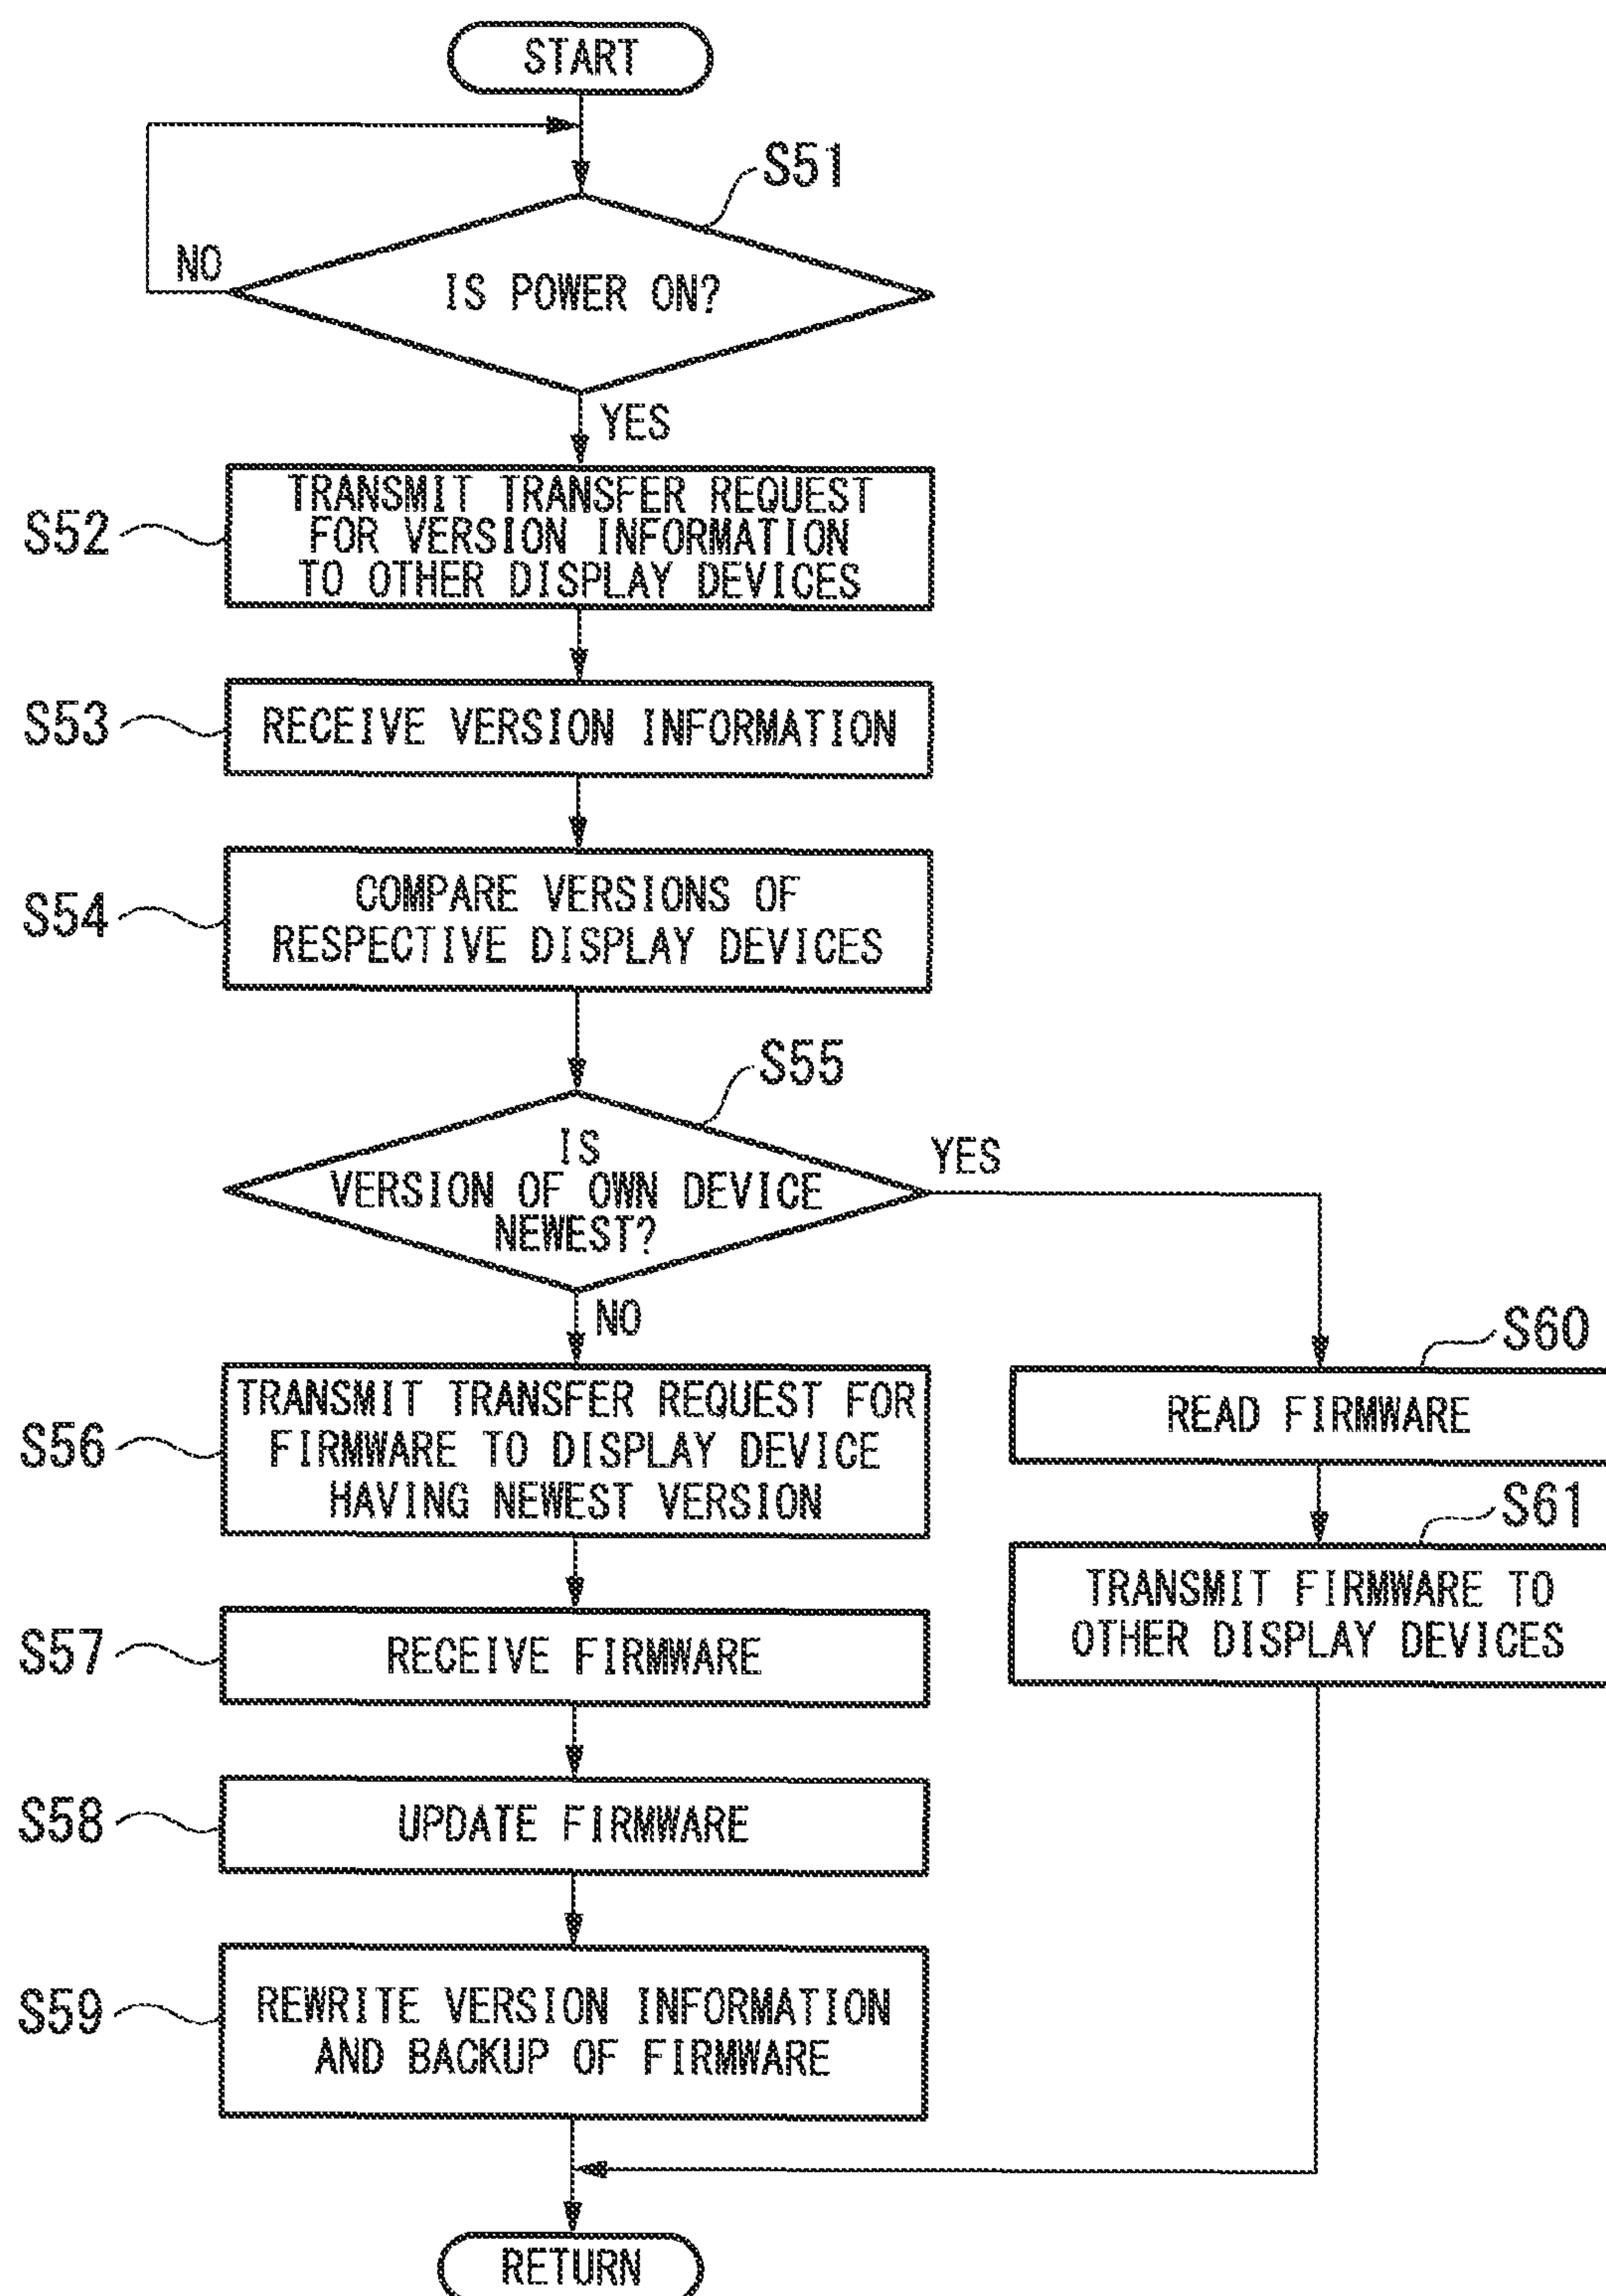 START
S51
NO
IS POWER ON?
YES
S52
TRANSMIT TRANSFER REQUEST
FOR VERSION INFORMATION
TO OTHER DISPLAY DEVICES
S53
RECEIVE VERSION INFORMATION
S54
COMPARE VERSIONS OF
RESPECTIVE DISPLAY DEVICES
S55
IS
VERSION OF OWN DEVICE
NEWEST?
YES
NO
S56
TRANSMIT TRANSFER REQUEST FOR
FIRMWARE TO DISPLAY DEVICE
HAVING NEWEST VERSION
S60
READ FIRMWARE
S61
TRANSMIT FIRMWARE TO
OTHER DISPLAY DEVICES
S57
RECEIVE FIRMWARE
S58
UPDATE FIRMWARE
S59
REWRITE VERSION INFORMATION
AND BACKUP OF FIRMWARE
RETURN